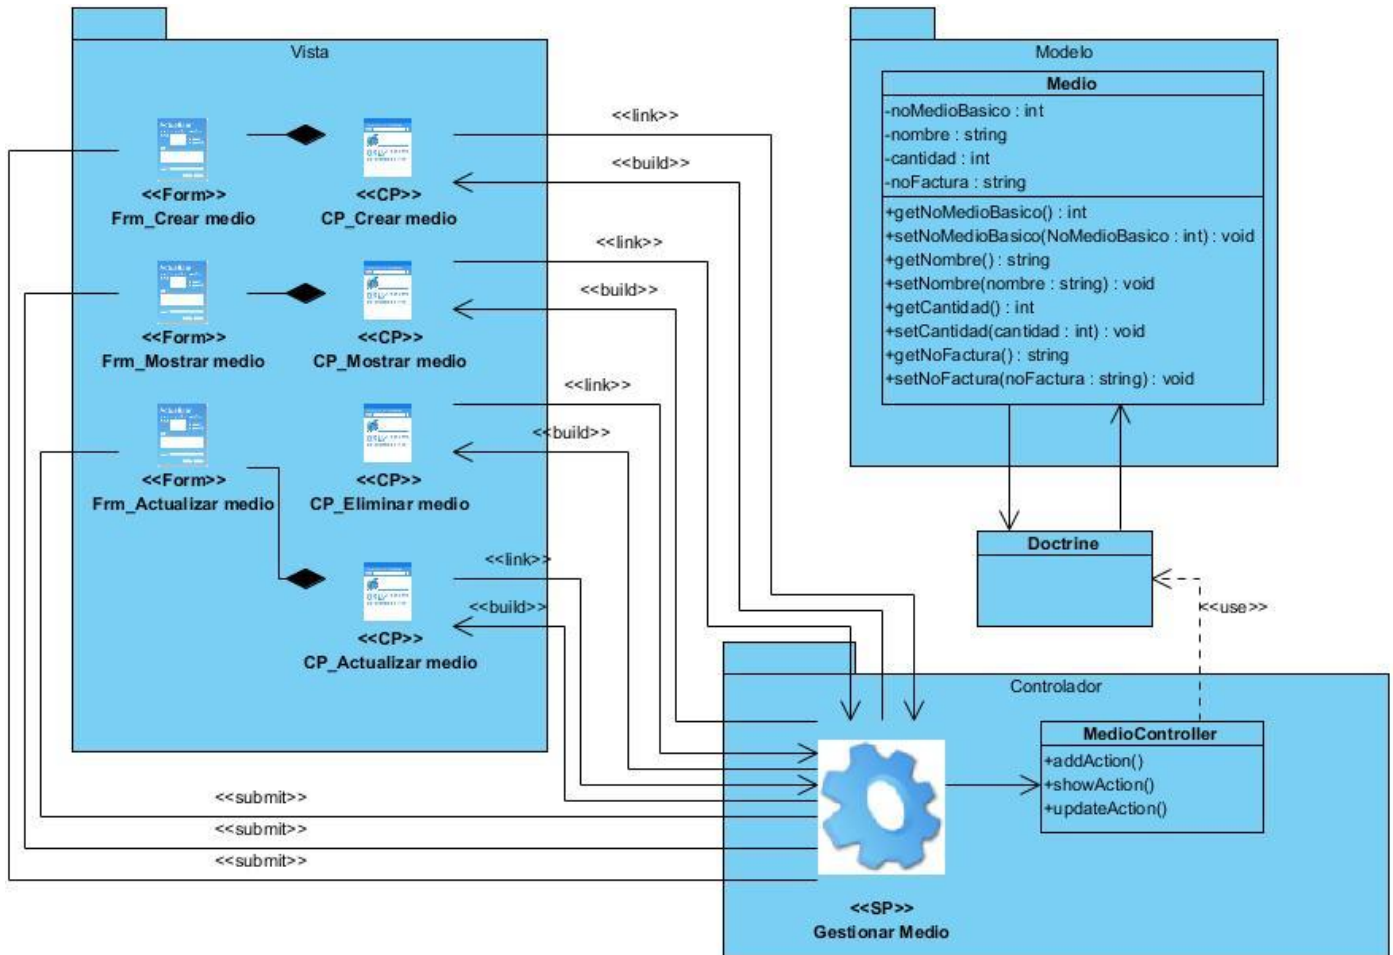 Vista
<<Form>>
Frm_Crear medio
<<CP>>
CP_Crear medio
<<link>>
<<build>>
<<Form>>
Frm_Mostrar medio
<<CP>>
CP_Mostrar medio
<<link>>
<<build>>
<<Form>>
Frm_Actualizar medio
<<CP>>
CP_Eliminar medio
<<link>>
<<build>>
<<CP>>
CP_Actualizar medio
<<link>>
<<build>>
<<submit>>
<<submit>>
<<submit>>
Modelo
Medio
-noMedioBasico : int
-nombre : string
-cantidad : int
-noFactura : string
+getNoMedioBasico() : int
+setNoMedioBasico(NoMedioBasico : int) : void
+getNombre() : string
+setNombre(nombre : string) : void
+getCantidad() : int
+setCantidad(cantidad : int) : void
+getNoFactura() : string
+setNoFactura(noFactura : string) : void
Doctrine
<<use>>
Controlador
MedioController
+addAction()
+showAction()
+updateAction()
<<SP>>
Gestionar Medio